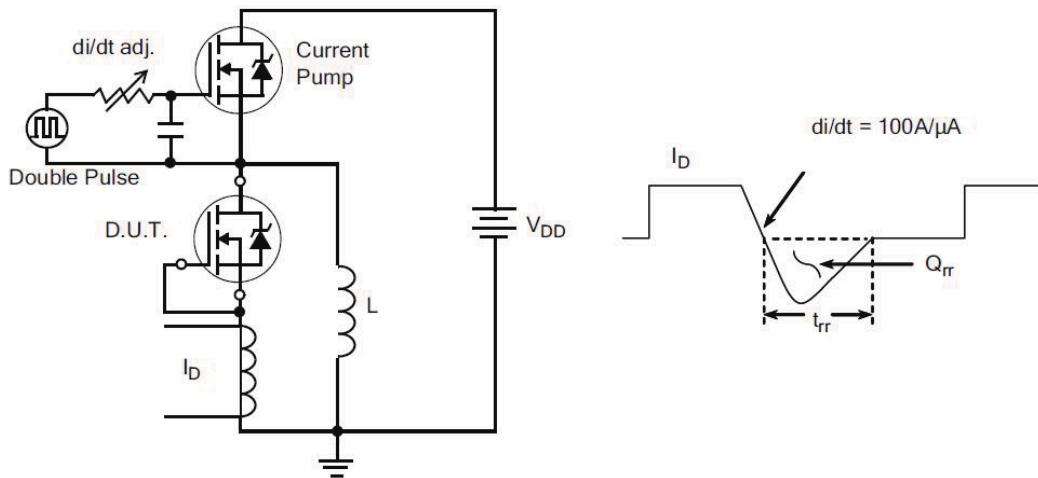 di/dt adj.
Current
Pump
Double Pulse
D.U.T.
L
I_D
V_DD
di/dt = 100A/μA
I_D
Q_rr
t_rr